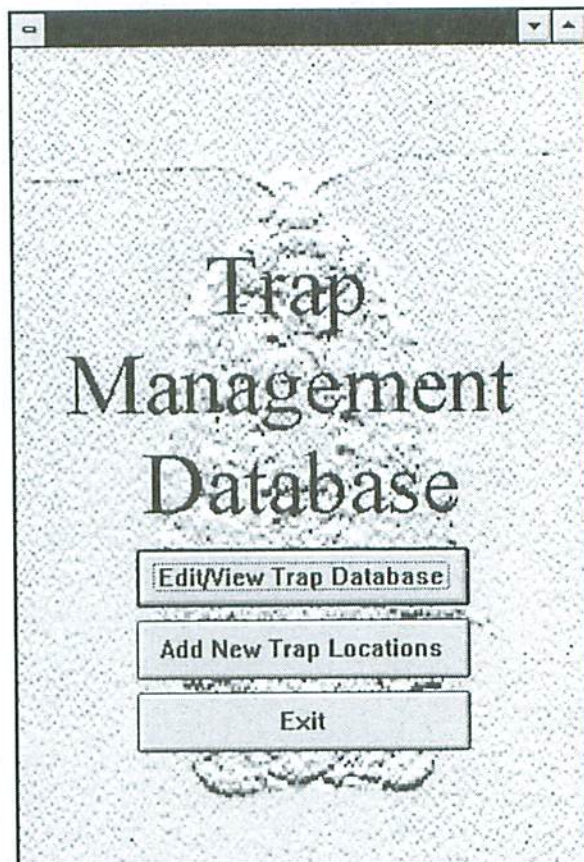 Trap
Management
Database
Edit/View Trap Database
Add New Trap Locations
Exit